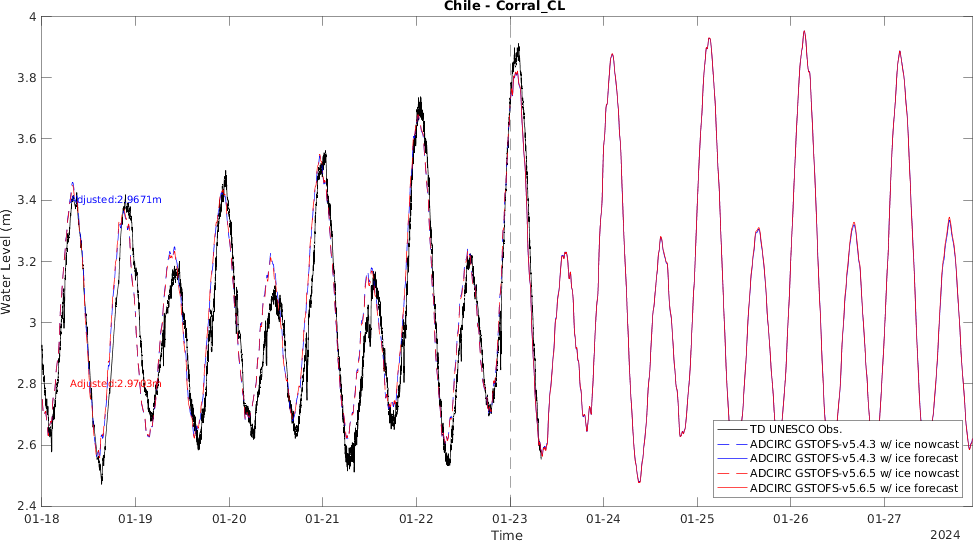 Chile - Corral_CL
Water Level (m)
4
3.8
3.6
3.4
3.2
3
2.8
2.6
2.4
Adjusted:2.9671m
Adjusted:2.9703m
TD UNESCO Obs.
ADCIRC GSTOFS-v5.4.3 w/ ice nowcast
ADCIRC GSTOFS-v5.4.3 w/ ice forecast
ADCIRC GSTOFS-v5.6.5 w/ ice nowcast
ADCIRC GSTOFS-v5.6.5 w/ ice forecast
01-18 01-19 01-20 01-21 01-22 01-23 01-24 01-25 01-26 01-27
Time
2024